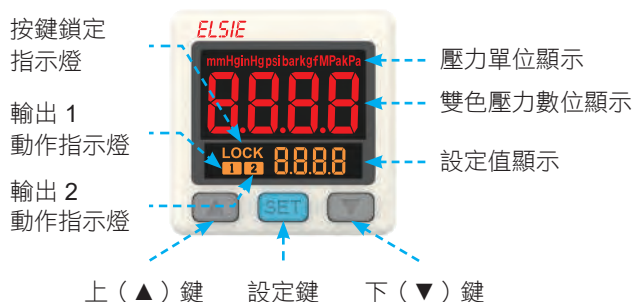 按鍵鎖定
指示燈
輸出 1
動作指示燈
輸出 2
動作指示燈
ELSIE
mmHginHgpsibarkgfMPakPa
8.8.8.8
LOCK
1 2
8.8.8.8
SET
壓力單位顯示
雙色壓力數位顯示
設定值顯示
上（▲）鍵
設定鍵
下（▼）鍵